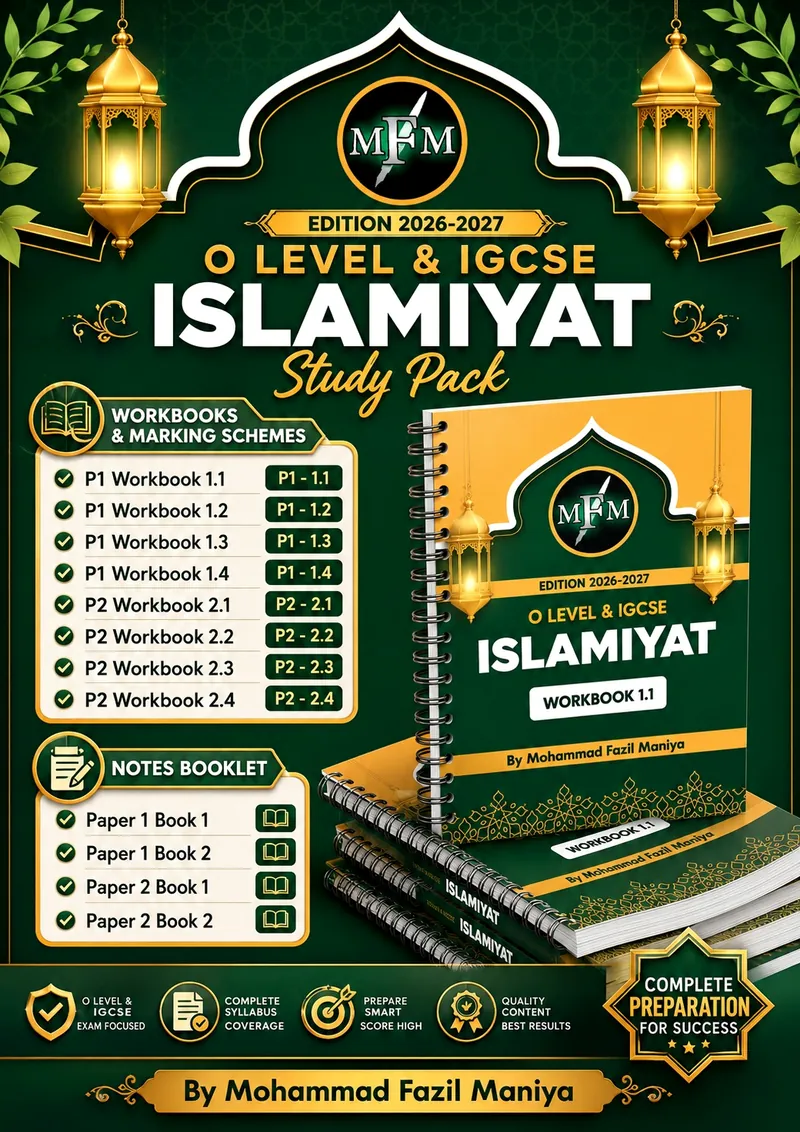 MFM
EDITION 2026-2027
O LEVEL & IGCSE
ISLAMIYAT
Study Pack
WORKBOOKS
& MARKING SCHEMES
P1 Workbook 1.1 P1 - 1.1
P1 Workbook 1.2 P1 - 1.2
P1 Workbook 1.3 P1 - 1.3
P1 Workbook 1.4 P1 - 1.4
P2 Workbook 2.1 P2 - 2.1
P2 Workbook 2.2 P2 - 2.2
P2 Workbook 2.3 P2 - 2.3
P2 Workbook 2.4 P2 - 2.4
NOTES BOOKLET
Paper 1 Book 1
Paper 1 Book 2
Paper 2 Book 1
Paper 2 Book 2
MFM
EDITION 2026-2027
O LEVEL & IGCSE
ISLAMIYAT
WORKBOOK 1.1
By Mohammad Fazil Maniya
WORKBOOK 1.1
By Mohammad Fazil Maniya
ISLAMIYAT
ISLAMIYAT
O LEVEL &
IGCSE
EXAM FOCUSED
COMPLETE
SYLLABUS
COVERAGE
PREPARE
SMART
SCORE HIGH
QUALITY
CONTENT
BEST RESULTS
COMPLETE
PREPARATION
FOR SUCCESS
By Mohammad Fazil Maniya